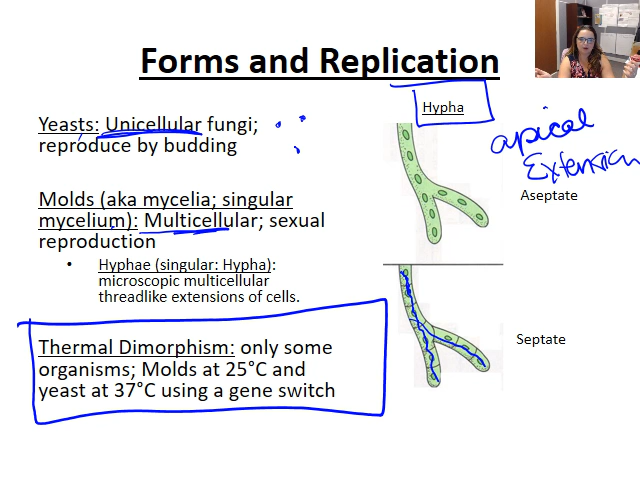 Forms and Replication
Hypha
Yeasts: Unicellular fungi;
reproduce by budding
apical
Extension
Aseptate
Molds (aka mycelia; singular
mycelium): Multicellular; sexual
reproduction
• Hyphae (singular: Hypha):
microscopic multicellular
threadlike extensions of cells.
Thermal Dimorphism: only some
organisms; Molds at 25°C and
yeast at 37°C using a gene switch
Septate